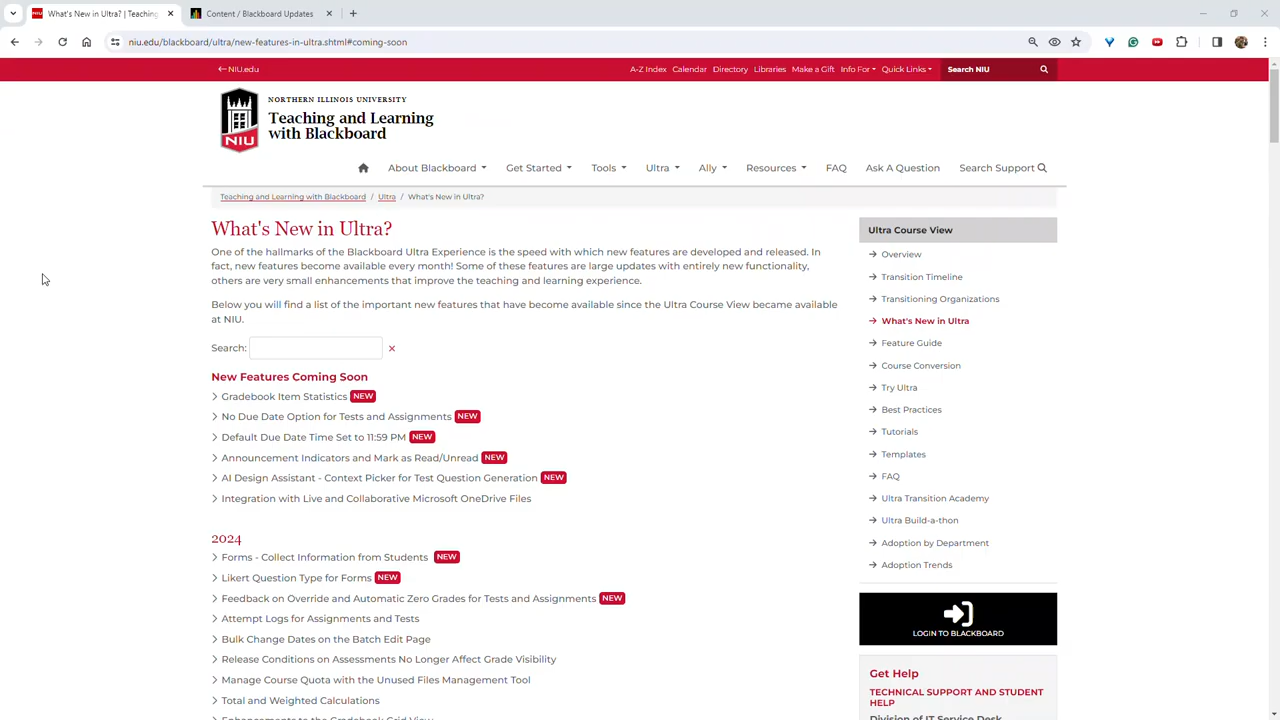 What's New in Ultra? | Teaching
Content / Blackboard Updates
niu.edu/blackboard/ultra/new-features-in-ultra.shtml#coming-soon
NIU.edu
A-Z Index Calendar Directory Libraries Make a Gift Info For Quick Links Search NIU
NORTHERN ILLINOIS UNIVERSITY
Teaching and Learning
with Blackboard
NIU
About Blackboard Get Started Tools Ultra Ally Resources FAQ Ask A Question Search Support
Teaching and Learning with Blackboard / Ultra / What's New in Ultra?
What's New in Ultra?
One of the hallmarks of the Blackboard Ultra Experience is the speed with which new features are developed and released. In
fact, new features become available every month! Some of these features are large updates with entirely new functionality,
others are very small enhancements that improve the teaching and learning experience.
Below you will find a list of the important new features that have become available since the Ultra Course View became available
at NIU.
Search:
New Features Coming Soon
Gradebook Item Statistics NEW
No Due Date Option for Tests and Assignments NEW
Default Due Date Time Set to 11:59 PM NEW
Announcement Indicators and Mark as Read/Unread NEW
AI Design Assistant - Context Picker for Test Question Generation NEW
Integration with Live and Collaborative Microsoft OneDrive Files
2024
Forms - Collect Information from Students NEW
Likert Question Type for Forms NEW
Feedback on Override and Automatic Zero Grades for Tests and Assignments NEW
Attempt Logs for Assignments and Tests
Bulk Change Dates on the Batch Edit Page
Release Conditions on Assessments No Longer Affect Grade Visibility
Manage Course Quota with the Unused Files Management Tool
Total and Weighted Calculations
Enhancements to the Gradebook Grid View
Ultra Course View
Overview
Transition Timeline
Transitioning Organizations
What's New in Ultra
Feature Guide
Course Conversion
Try Ultra
Best Practices
Tutorials
Templates
FAQ
Ultra Transition Academy
Ultra Build-a-thon
Adoption by Department
Adoption Trends
LOGIN TO BLACKBOARD
Get Help
TECHNICAL SUPPORT AND STUDENT
HELP
Division of IT Service Desk